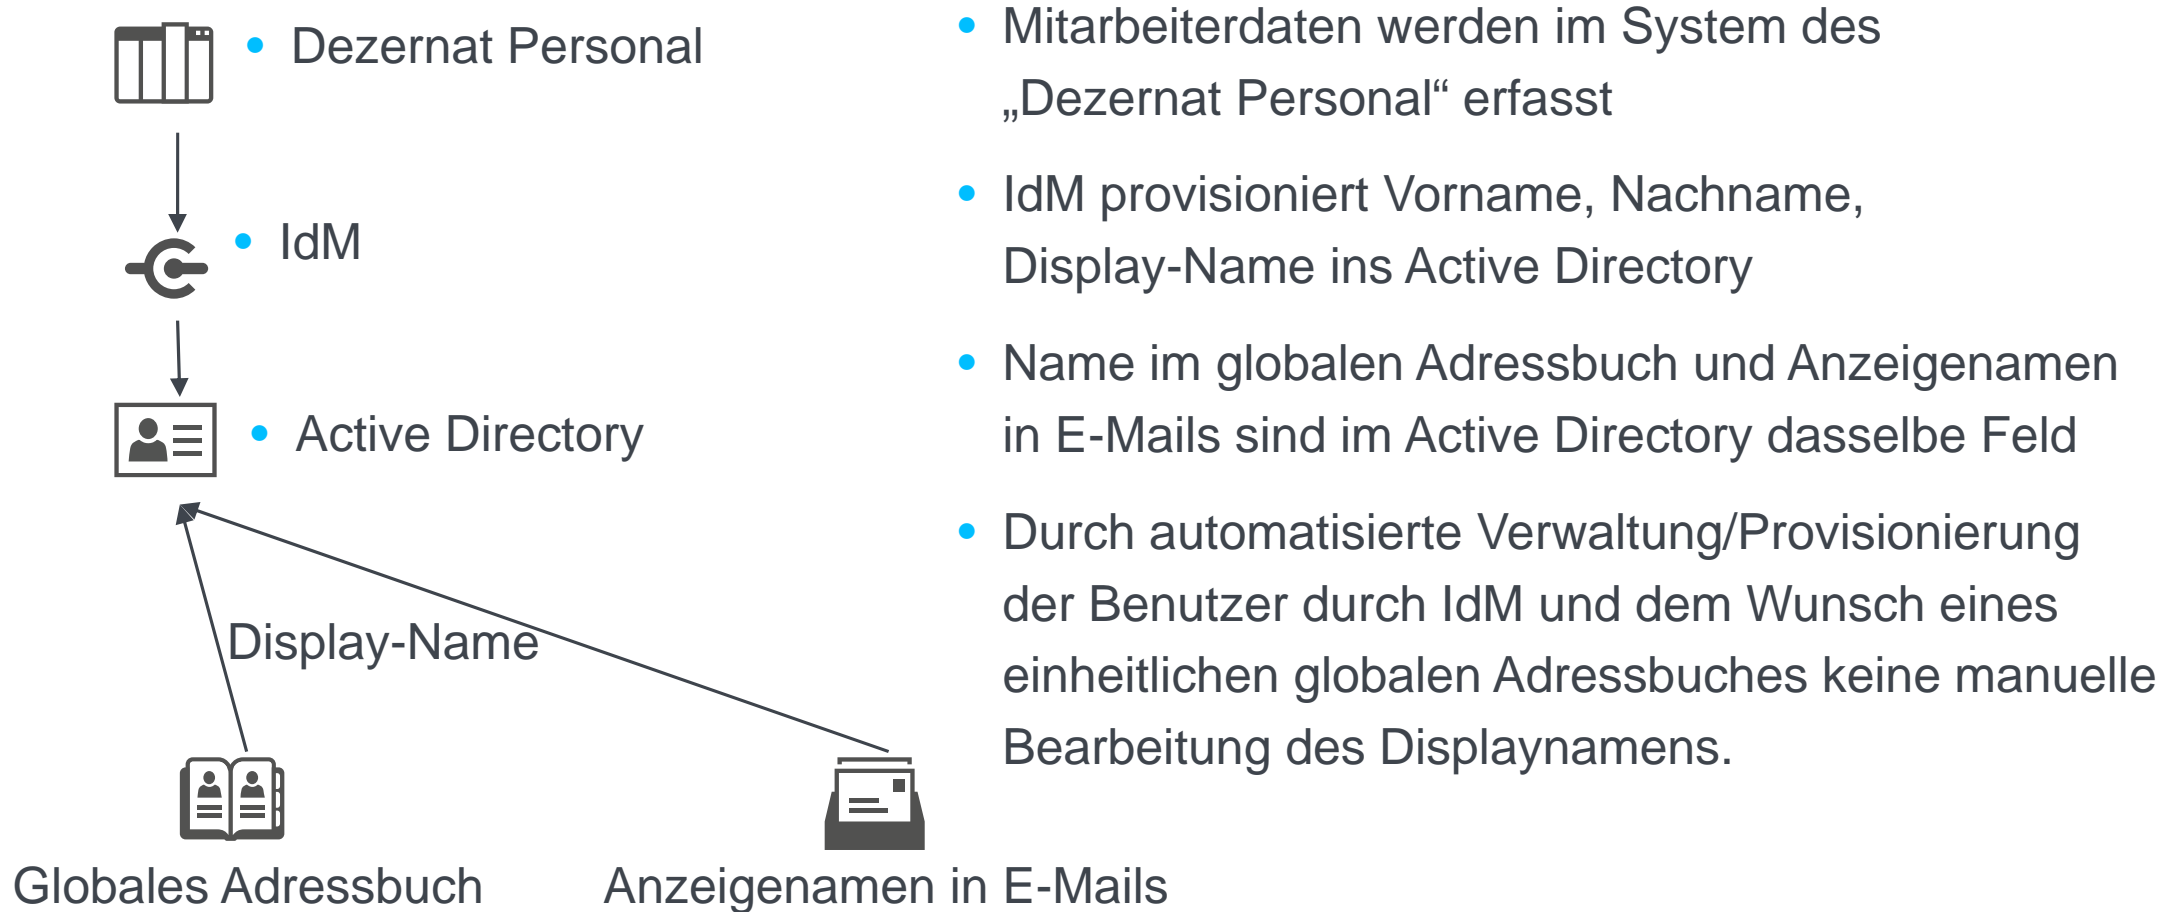 • Dezernat Personal
• IdM
• Active Directory
Display-Name
Globales Adressbuch
Anzeigenamen in E-Mails
• Mitarbeiterdaten werden im System des
„Dezernat Personal“ erfasst
• IdM provisioniert Vorname, Nachname,
Display-Name ins Active Directory
• Name im globalen Adressbuch und Anzeigenamen
in E-Mails sind im Active Directory dasselbe Feld
• Durch automatisierte Verwaltung/Provisionierung
der Benutzer durch IdM und dem Wunsch eines
einheitlichen globalen Adressbuches keine manuelle
Bearbeitung des Displaynamens.